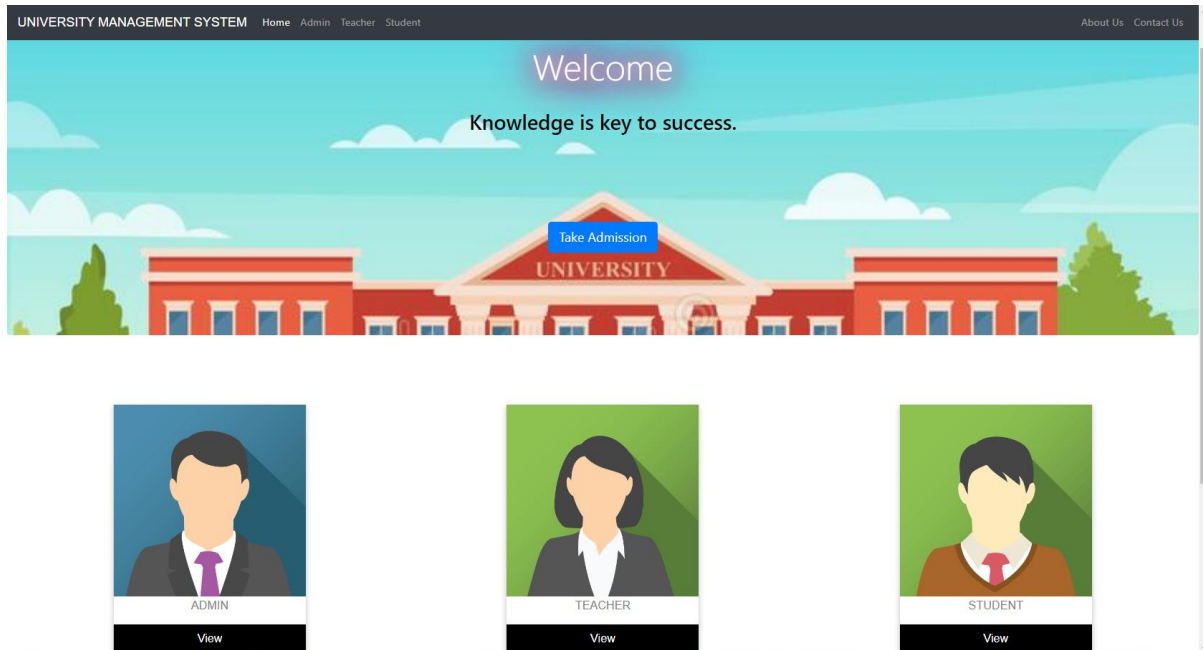 UNIVERSITY MANAGEMENT SYSTEM Home Admin Teacher Student About Us Contact Us
Welcome
Knowledge is key to success.
Take Admission
UNIVERSITY
ADMIN TEACHER STUDENT
View View View